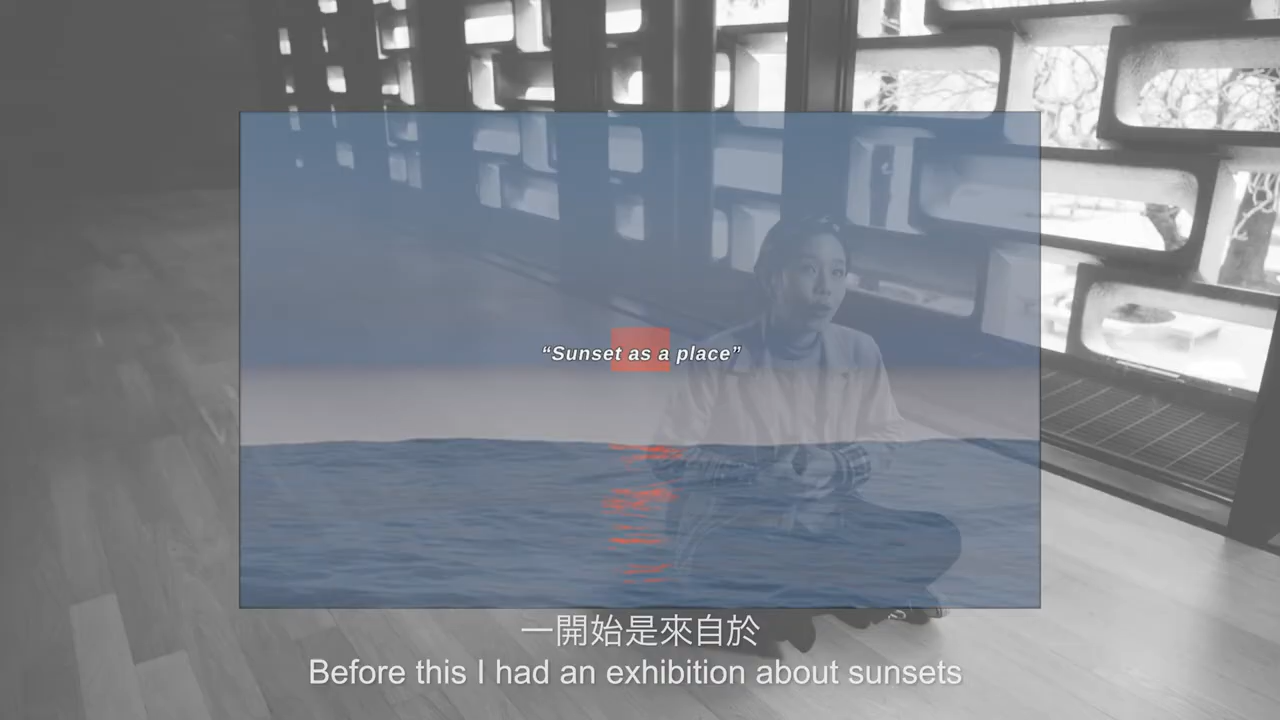 “Sunset as a place”
一開始是來自於
Before this I had an exhibition about sunsets